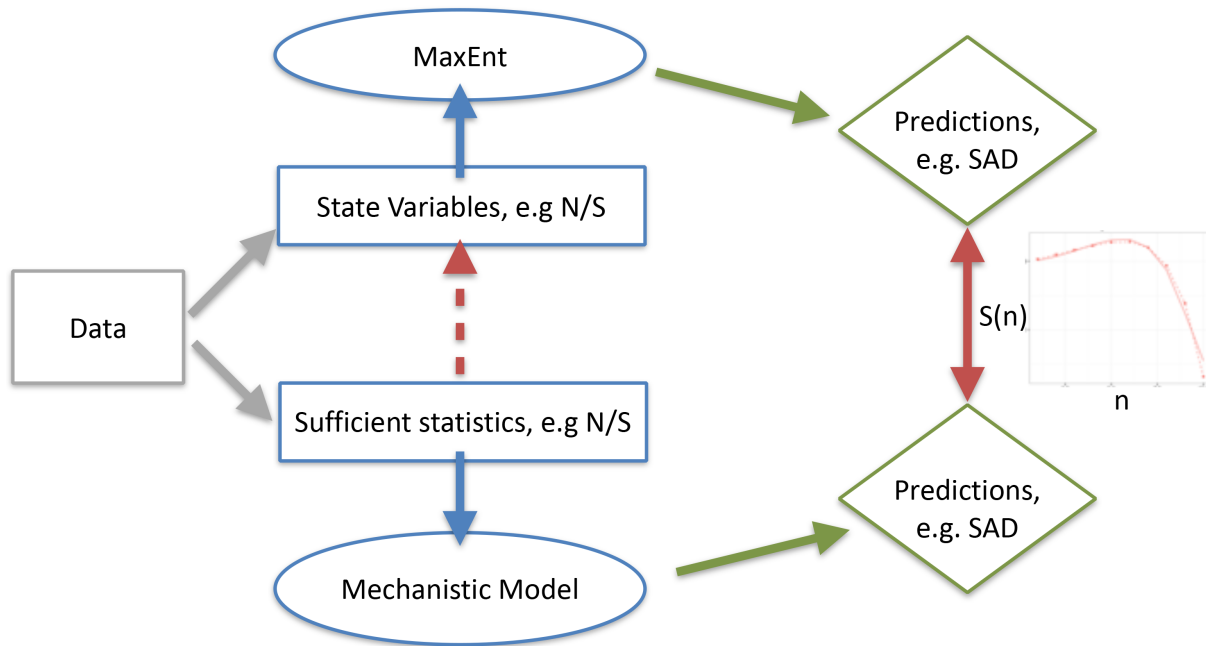 MaxEnt
Predictions,
e.g. SAD
State Variables, e.g N/S
Data
S(n)
n
Sufficient statistics, e.g N/S
Predictions,
e.g. SAD
Mechanistic Model